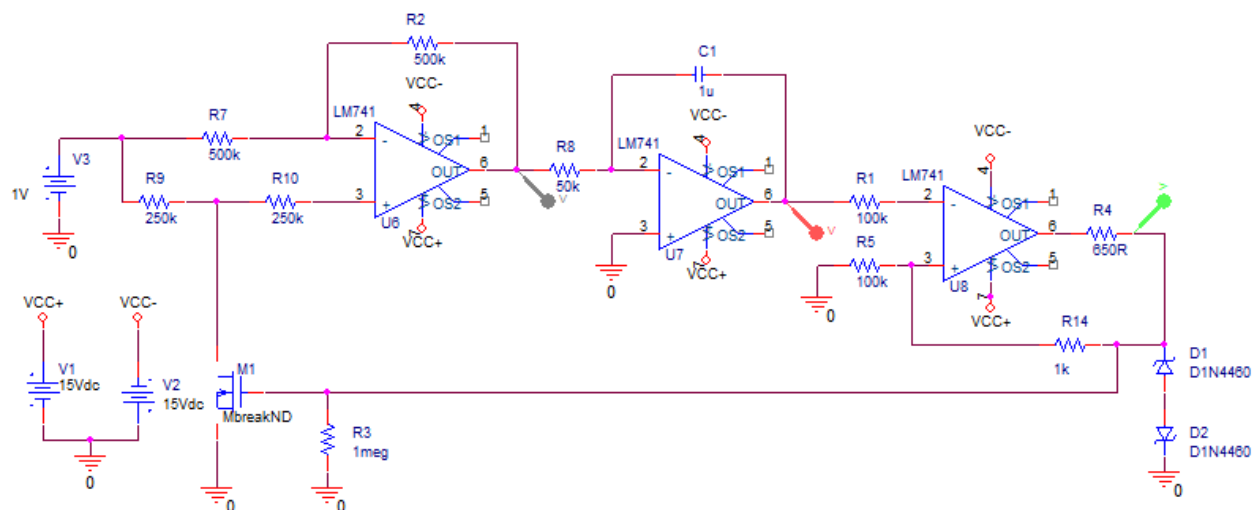 R2
500k
C1
1u
VCC-
VCC-
R7
500k
LM741
4
2
-
OS1
1
OUT
6
3
+
OS2
5
U6
7
VCC+
V3
1V
0
R9
250k
R10
250k
V
R8
50k
LM741
4
2
-
OS1
1
OUT
6
3
+
OS2
5
U7
7
VCC+
0
V
R1
100k
R5
100k
0
VCC-
LM741
4
2
-
OS1
1
OUT
6
3
+
OS2
5
U8
7
VCC+
R4
650R
V
R14
1k
D1
D1N4460
D2
D1N4460
0
VCC+
VCC-
V1
15Vdc
V2
15Vdc
0
M1
MbreakND
0
R3
1meg
0